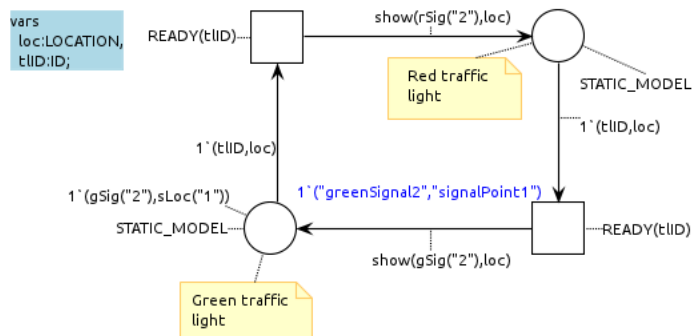 vars
loc:LOCATION,
tlID:ID;
READY(tlID)
show(rSig("2"),loc)
Red traffic
light
STATIC_MODEL
1`(tlID,loc)
1`(tlID,loc)
1`(gSig("2"),sLoc("1"))
1`("greenSignal2","signalPoint1")
STATIC_MODEL
READY(tlID)
show(gSig("2"),loc)
Green traffic
light